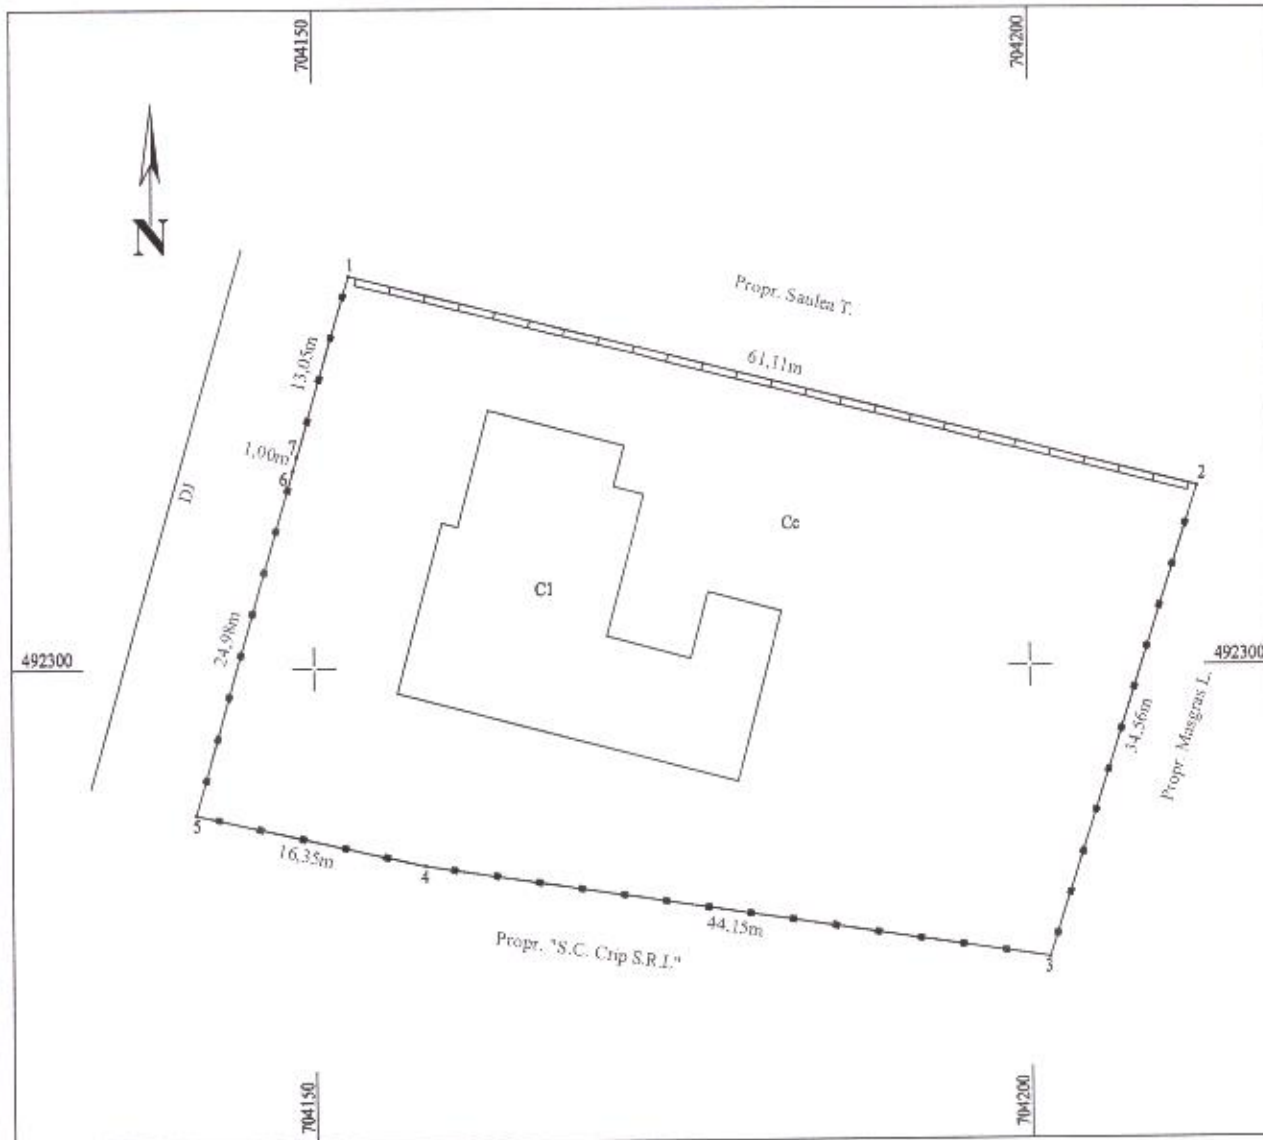 704150
704200
N
1
Propr. Saulea T.
61,11m
13,05m
7
1,00m
6
2
DJ
Cc
C1
24,98m
492300
492300
34,56m
Propr. Masgras L.
5
16,35m
4
44,15m
3
Propr. "S.C. Crip S.R.L."
704150
704200